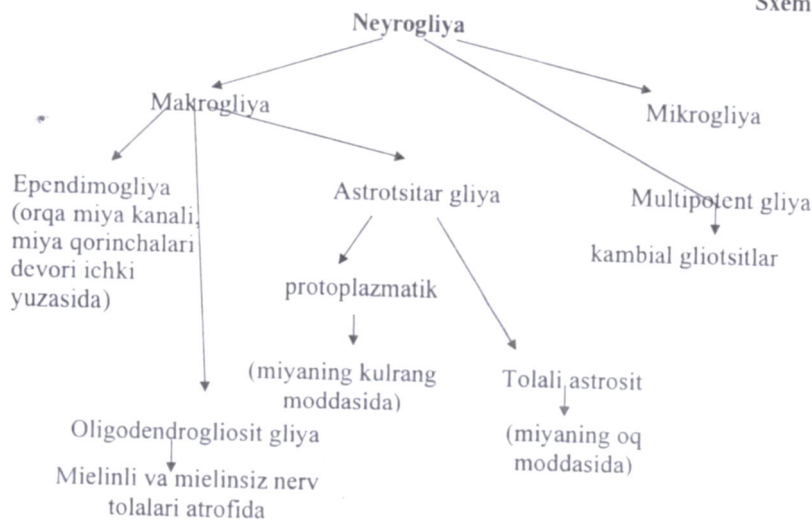 Sxem
Neyrogliya
Makrogliya
Mikrogliya
Ependimogliya
(orqa miya kanali,
miya qorinchalari
devori ichki
yuzasida)
Astrotsitar gliya
Multipotent gliya
kambial gliotsitlar
protoplazmatik
(miyaning kulrang
moddasida)
Tolali astrosit
(miyaning oq
moddasida)
Oligodendrogliosit gliya
Mielinli va mielinsiz nerv
tolalari atrofida